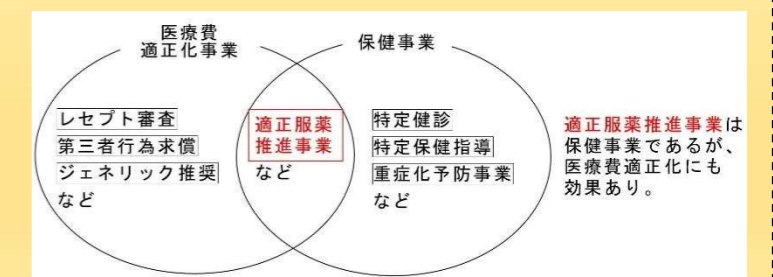 医療費
適正化事業
保健事業
レセプト審査
第三者行為求償
ジェネリック推奨
など
適正服薬
推進事業
など
特定健診
特定保健指導
重症化予防事業
など
適正服薬推進事業は
保健事業であるが、
医療費適正化にも
効果あり。